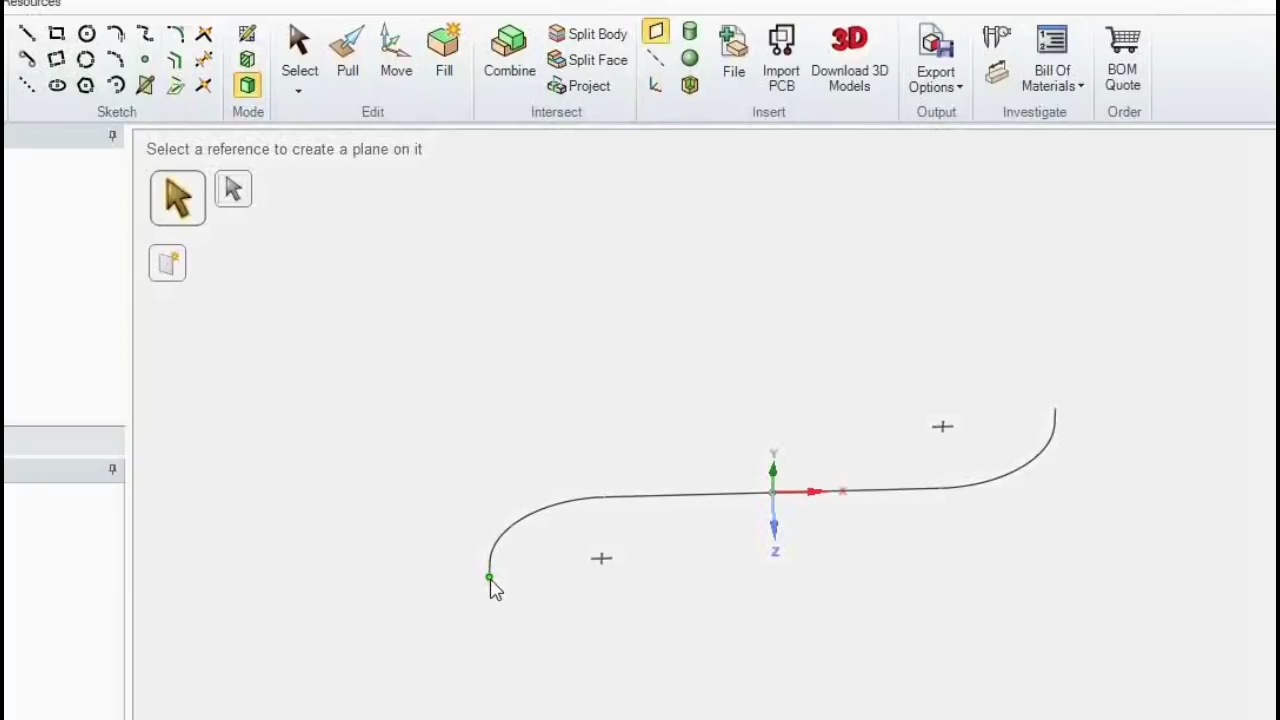 Resources
Select
Pull
Move
Fill
Combine
Split Body
Split Face
Project
File
Import
PCB
3D
Download 3D
Models
Export
Options
Bill Of
Materials
BOM
Quote
Sketch
Mode
Edit
Intersect
Insert
Output
Investigate
Order
Select a reference to create a plane on it
Y
X
Z